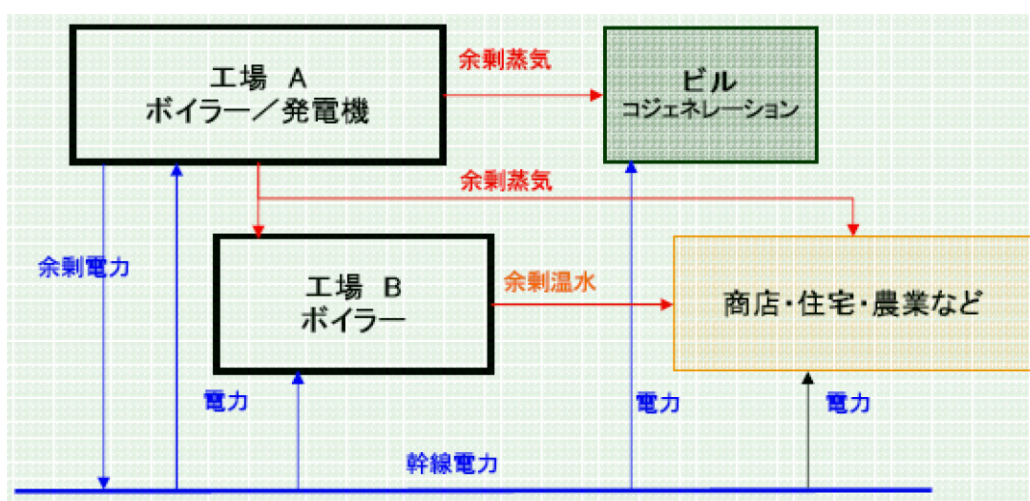 工場 A
ボイラー／発電機
余剰蒸気
ビル
コジェネレーション
余剰蒸気
余剰電力
工場 B
ボイラー
余剰温水
商店・住宅・農業など
電力
電力
電力
幹線電力